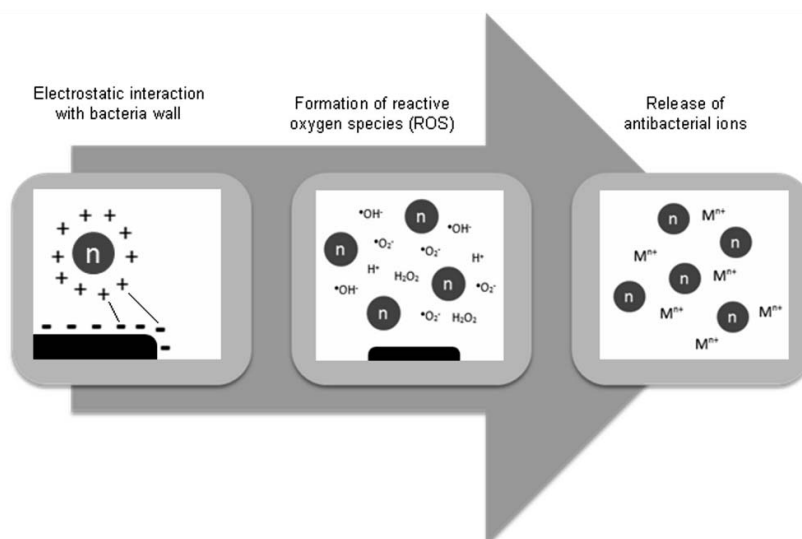 Electrostatic interaction
with bacteria wall
Formation of reactive
oxygen species (ROS)
Release of
antibacterial ions
n
•OH⁻
n
•OH⁻
n
•O₂⁻
•O₂⁻
H⁺
H⁺
H₂O₂
•OH⁻
n
•O₂⁻
n
•O₂⁻
H₂O₂
n
Mⁿ⁺
n
Mⁿ⁺
n
Mⁿ⁺
n
Mⁿ⁺
n
Mⁿ⁺
Mⁿ⁺